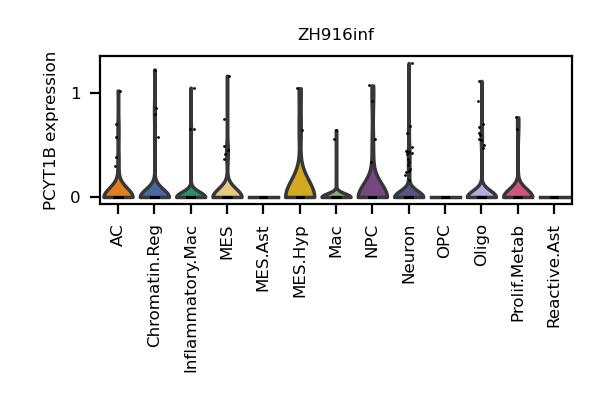 ZH916inf
PCYT1B expression
1
0
AC
Chromatin.Reg
Inflammatory.Mac
MES
MES.Ast
MES.Hyp
Mac
NPC
Neuron
OPC
Oligo
Prolif.Metab
Reactive.Ast